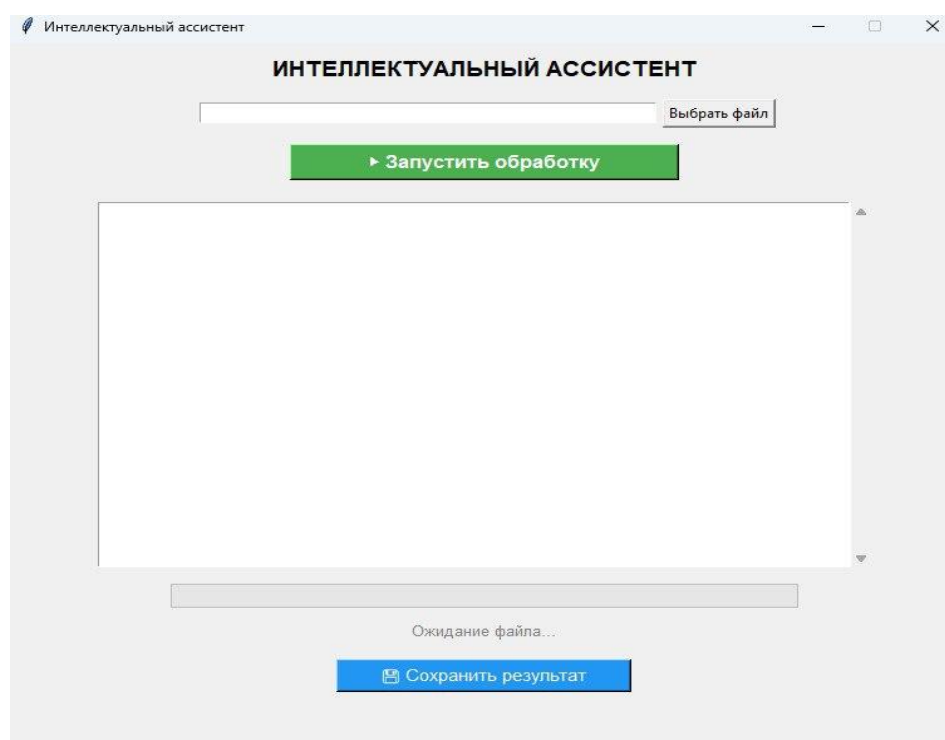 Интеллектуальный ассистент
ИНТЕЛЛЕКТУАЛЬНЫЙ АССИСТЕНТ
Выбрать файл
Запустить обработку
Ожидание файла...
Сохранить результат